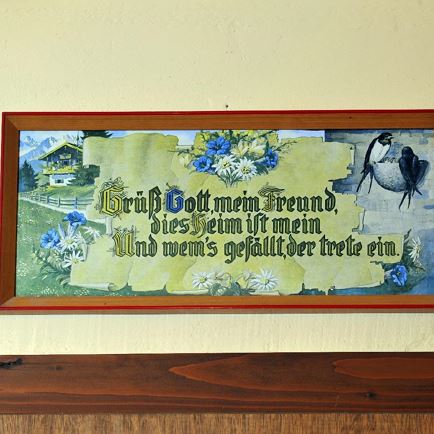 Grüß Gott, mein Freund,
dies Heim ist mein
Und wem's gefällt, der trete ein.